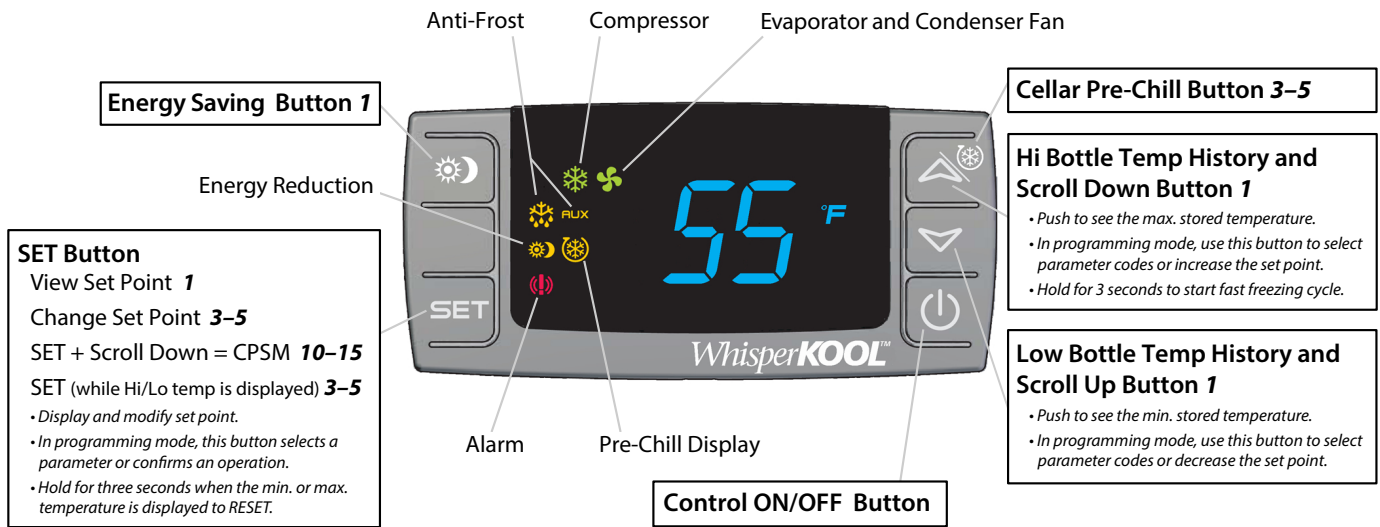 Anti-Frost
Compressor
Evaporator and Condenser Fan
Energy Saving Button 1
Energy Reduction
SET Button
View Set Point 1
Change Set Point 3–5
SET + Scroll Down = CPSM 10–15
SET (while Hi/Lo temp is displayed) 3–5
• Display and modify set point.
• In programming mode, this button selects a
parameter or confirms an operation.
• Hold for three seconds when the min. or max.
temperature is displayed to RESET.
AUX
55 °F
SET
WhisperKOOL™
Alarm
Pre-Chill Display
Cellar Pre-Chill Button 3–5
Hi Bottle Temp History and
Scroll Down Button 1
• Push to see the max. stored temperature.
• In programming mode, use this button to select
parameter codes or increase the set point.
• Hold for 3 seconds to start fast freezing cycle.
Low Bottle Temp History and
Scroll Up Button 1
• Push to see the min. stored temperature.
• In programming mode, use this button to select
parameter codes or decrease the set point.
Control ON/OFF Button